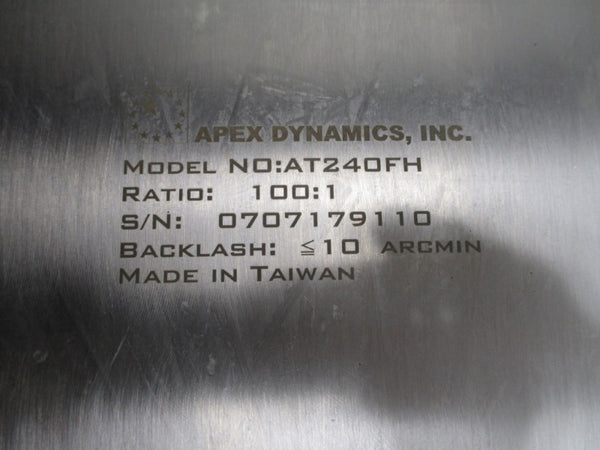 APEX DYNAMICS, INC.
MODEL NO:AT240FH
RATIO: 100:1
S/N: 0707179110
BACKLASH: ≦10 ARCMIN
MADE IN TAIWAN